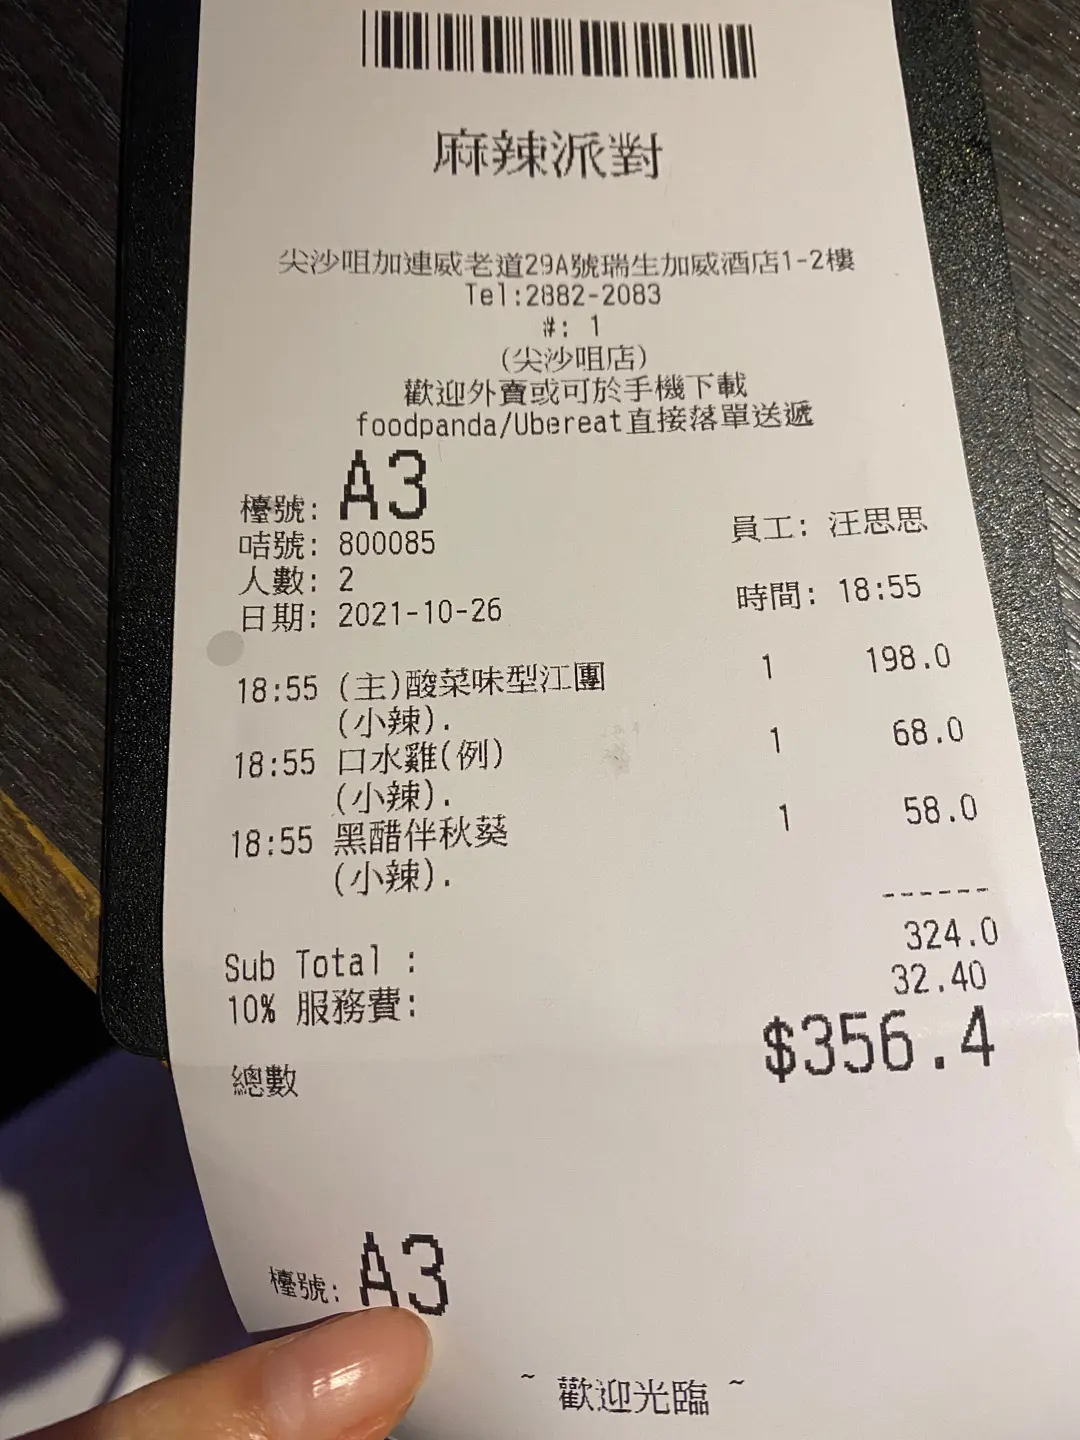 麻辣派對
尖沙咀加連威老道29A號瑞生加威酒店1-2樓
Tel:2882-2083
#: 1
(尖沙咀店)
歡迎外賣或可於手機下載
foodpanda/Ubereat直接落單送遞
檯號: A3
咭號: 800085 員工: 汪思思
人數: 2
日期: 2021-10-26 時間: 18:55
18:55 (主)酸菜味型江團 1 198.0
(小辣).
18:55 口水雞(例) 1 68.0
(小辣).
18:55 黑醋伴秋葵 1 58.0
(小辣).
------
Sub Total : 324.0
10% 服務費: 32.40
總數 $356.4
檯號: A3
~ 歡迎光臨 ~